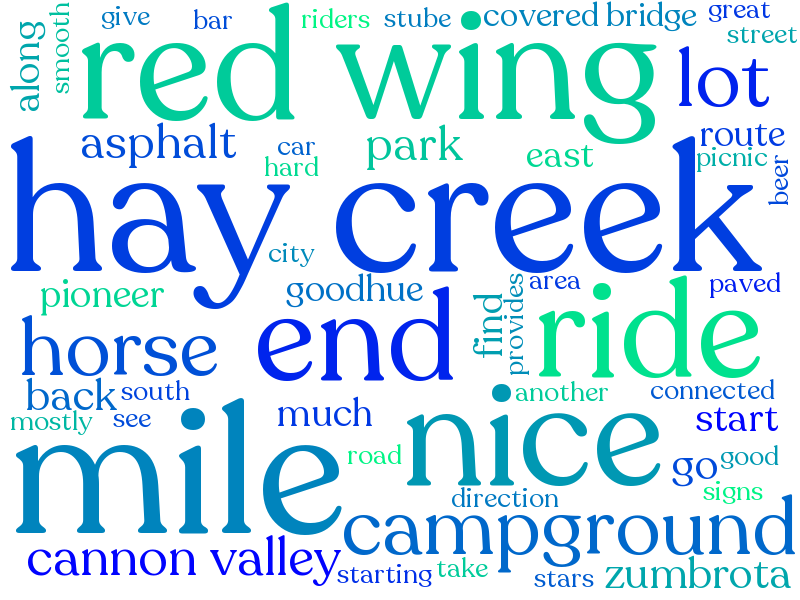 give
bar
riders
stube
covered bridge
great
street
along
smooth
red wing
lot
asphalt
car
hard
park
east
route
picnic
beer
hay creek
city
pioneer
goodhue
find
provides
area
paved
horse
end
ride
back
south
another
connected
mostly
see
much
nice
start
mile
road
go
good
direction
signs
campground
cannon valley
starting
take
stars
zumbrota